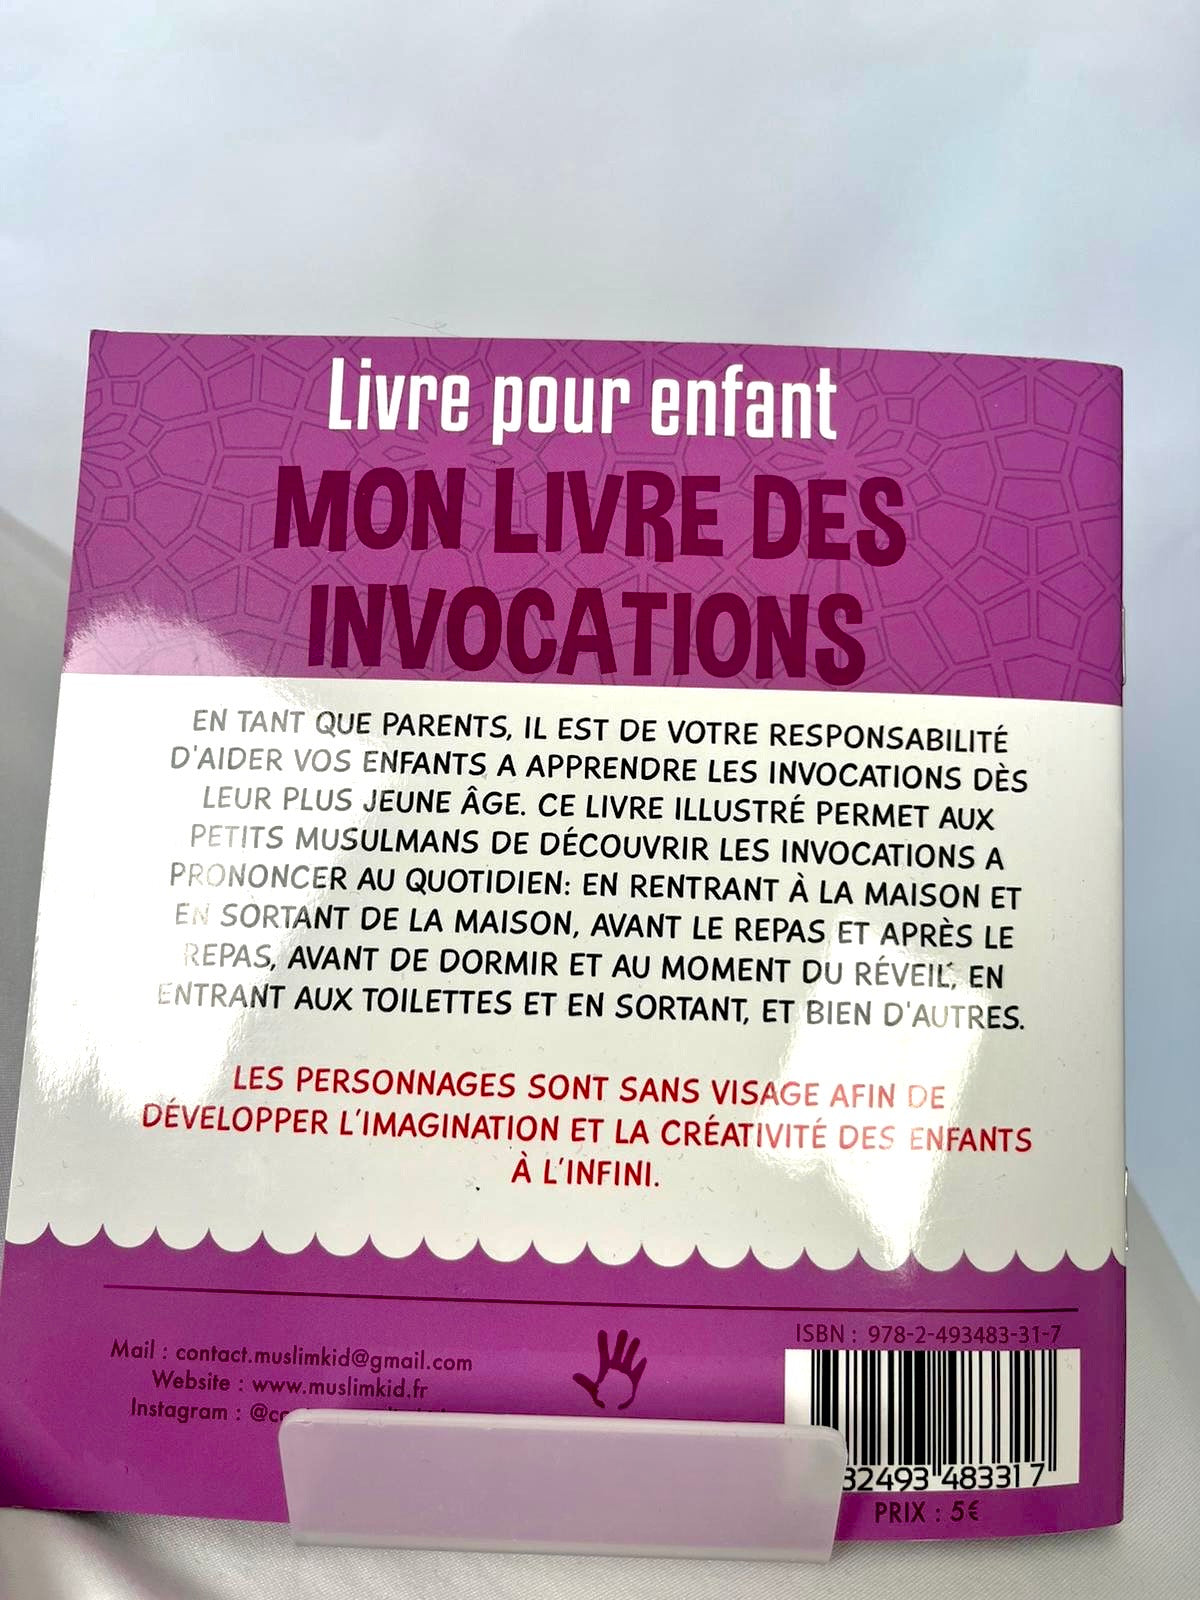 Livre pour enfant
MON LIVRE DES
INVOCATIONS
EN TANT QUE PARENTS, IL EST DE VOTRE RESPONSABILITÉ
D'AIDER VOS ENFANTS A APPRENDRE LES INVOCATIONS DÈS
LEUR PLUS JEUNE ÂGE. CE LIVRE ILLUSTRÉ PERMET AUX
PETITS MUSULMANS DE DÉCOUVRIR LES INVOCATIONS A
PRONONCER AU QUOTIDIEN: EN RENTRANT À LA MAISON ET
EN SORTANT DE LA MAISON, AVANT LE REPAS ET APRÈS LE
REPAS, AVANT DE DORMIR ET AU MOMENT DU RÉVEIL, EN
ENTRANT AUX TOILETTES ET EN SORTANT, ET BIEN D'AUTRES.
LES PERSONNAGES SONT SANS VISAGE AFIN DE
DÉVELOPPER L'IMAGINATION ET LA CRÉATIVITÉ DES ENFANTS
À L'INFINI.
Mail : contact.muslimkid@gmail.com
Website : www.muslimkid.fr
Instagram :
ISBN : 978-2-493483-31-7
82493 483317
PRIX : 5€